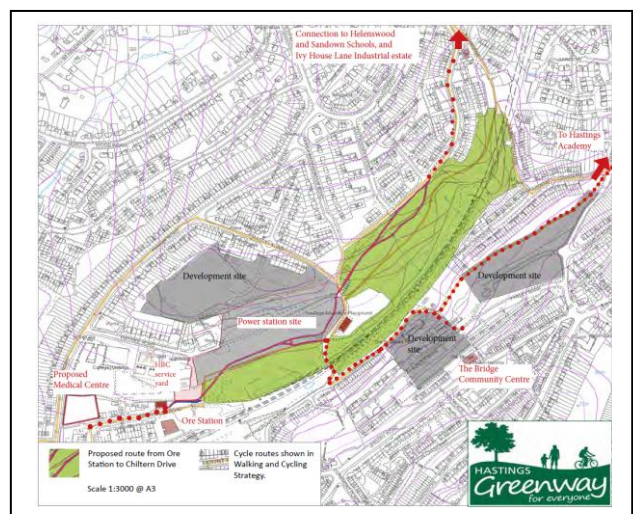 Connection to Helenswood
and Sandown Schools, and
Ivy House Lane Industrial estate
To Hastings
Academy
Development site
Power station site
Development site
Development
site
Proposed
Medical Centre
HBC
service
yard
Ore Station
The Bridge
Community Centre
Proposed route from Ore
Station to Chiltern Drive
Scale 1:3000 @ A3
Cycle routes shown in
Walking and Cycling
Strategy.
HASTINGS
Greenway
for everyone